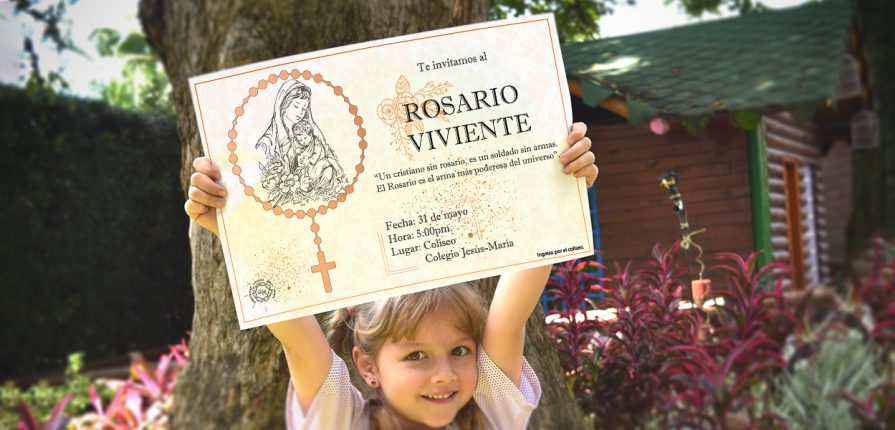 Te invitamos al
ROSARIO
VIVIENTE
“Un cristiano sin rosario, es un soldado sin armas.
El Rosario es el arma más poderosa del universo”
Fecha: 31 de mayo
Hora: 5:00pm
Lugar: Coliseo
Colegio Jesús-María
Ingreso por el coliseo.